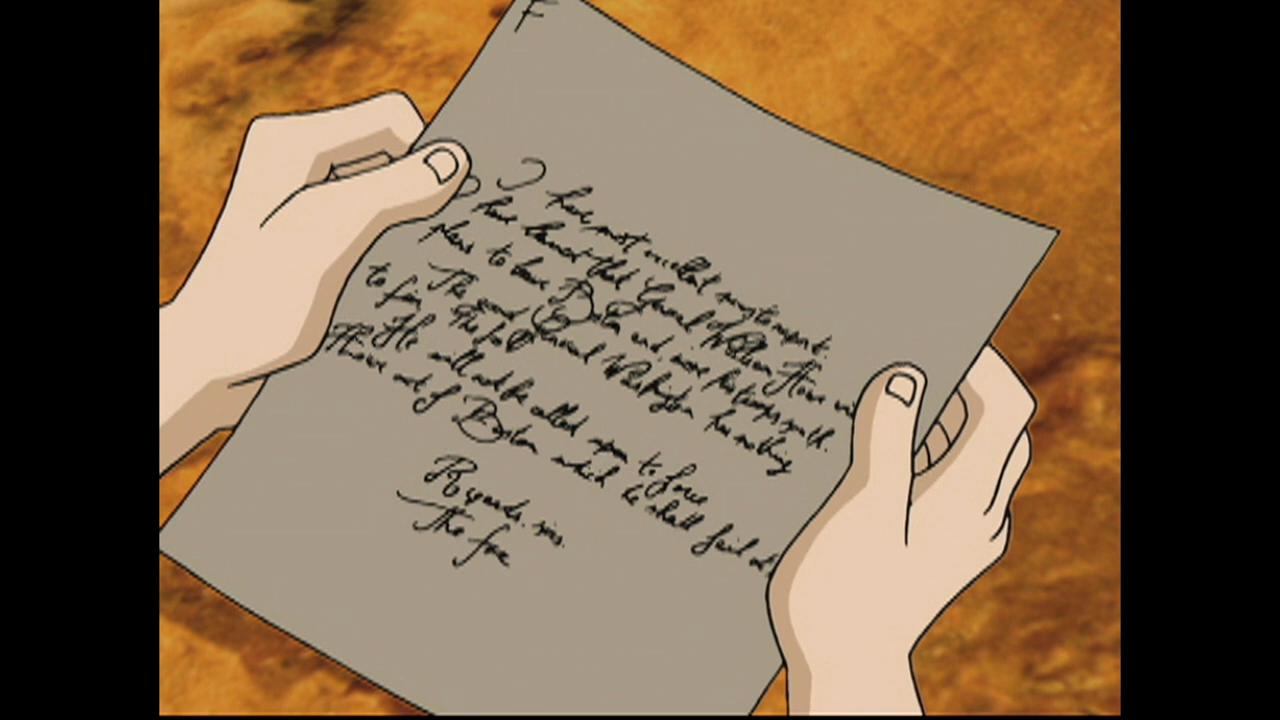 F
I have most excellent news to report.
I have learned that General William Howe
plans to leave Boston and move his troops south.
The good General Washington has nothing
to fear. The
He will not be called upon to force
Howe out of Boston which he shall fail at.
Regards, sirs.
The fox